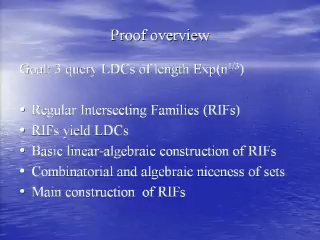 Proof overview
Goal: 3 query LDCs of length Exp(n^1/3)
• Regular Intersecting Families (RIFs)
• RIFs yield LDCs
• Basic linear-algebraic construction of RIFs
• Combinatorial and algebraic niceness of sets
• Main construction of RIFs